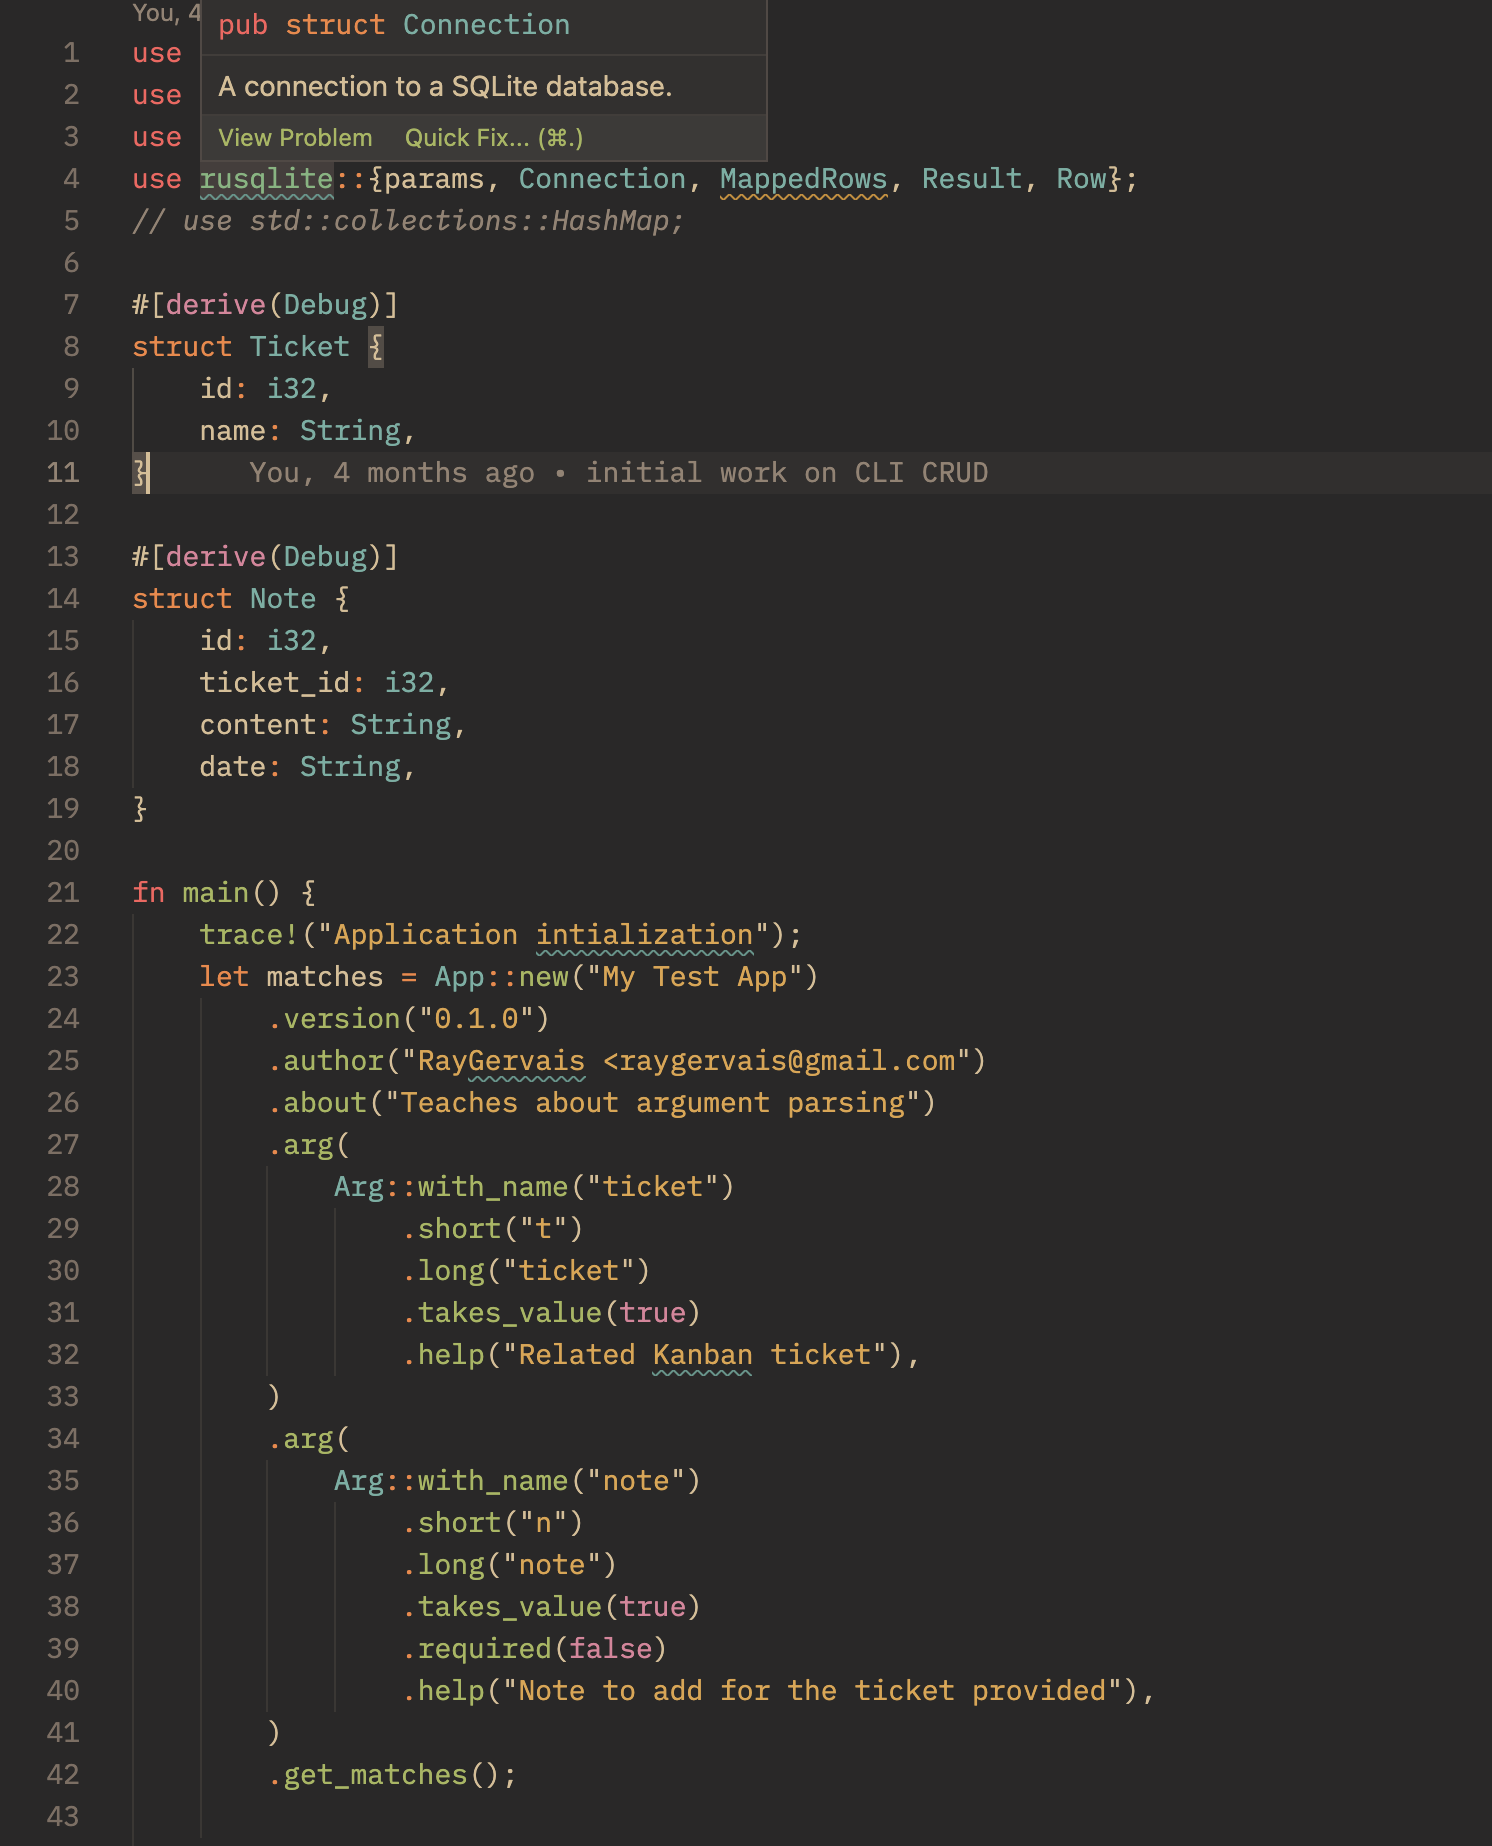 You, 4
pub struct Connection
1 use
A connection to a SQLite database.
2 use
View Problem Quick Fix... (⌘.)
3 use
4 use rusqlite::{params, Connection, MappedRows, Result, Row};
5 // use std::collections::HashMap;
6
7 #[derive(Debug)]
8 struct Ticket {
9 id: i32,
10 name: String,
11 } You, 4 months ago • initial work on CLI CRUD
12
13 #[derive(Debug)]
14 struct Note {
15 id: i32,
16 ticket_id: i32,
17 content: String,
18 date: String,
19 }
20
21 fn main() {
22 trace!("Application intialization");
23 let matches = App::new("My Test App")
24 .version("0.1.0")
25 .author("RayGervais <raygervais@gmail.com")
26 .about("Teaches about argument parsing")
27 .arg(
28 Arg::with_name("ticket")
29 .short("t")
30 .long("ticket")
31 .takes_value(true)
32 .help("Related Kanban ticket"),
33 )
34 .arg(
35 Arg::with_name("note")
36 .short("n")
37 .long("note")
38 .takes_value(true)
39 .required(false)
40 .help("Note to add for the ticket provided"),
41 )
42 .get_matches();
43